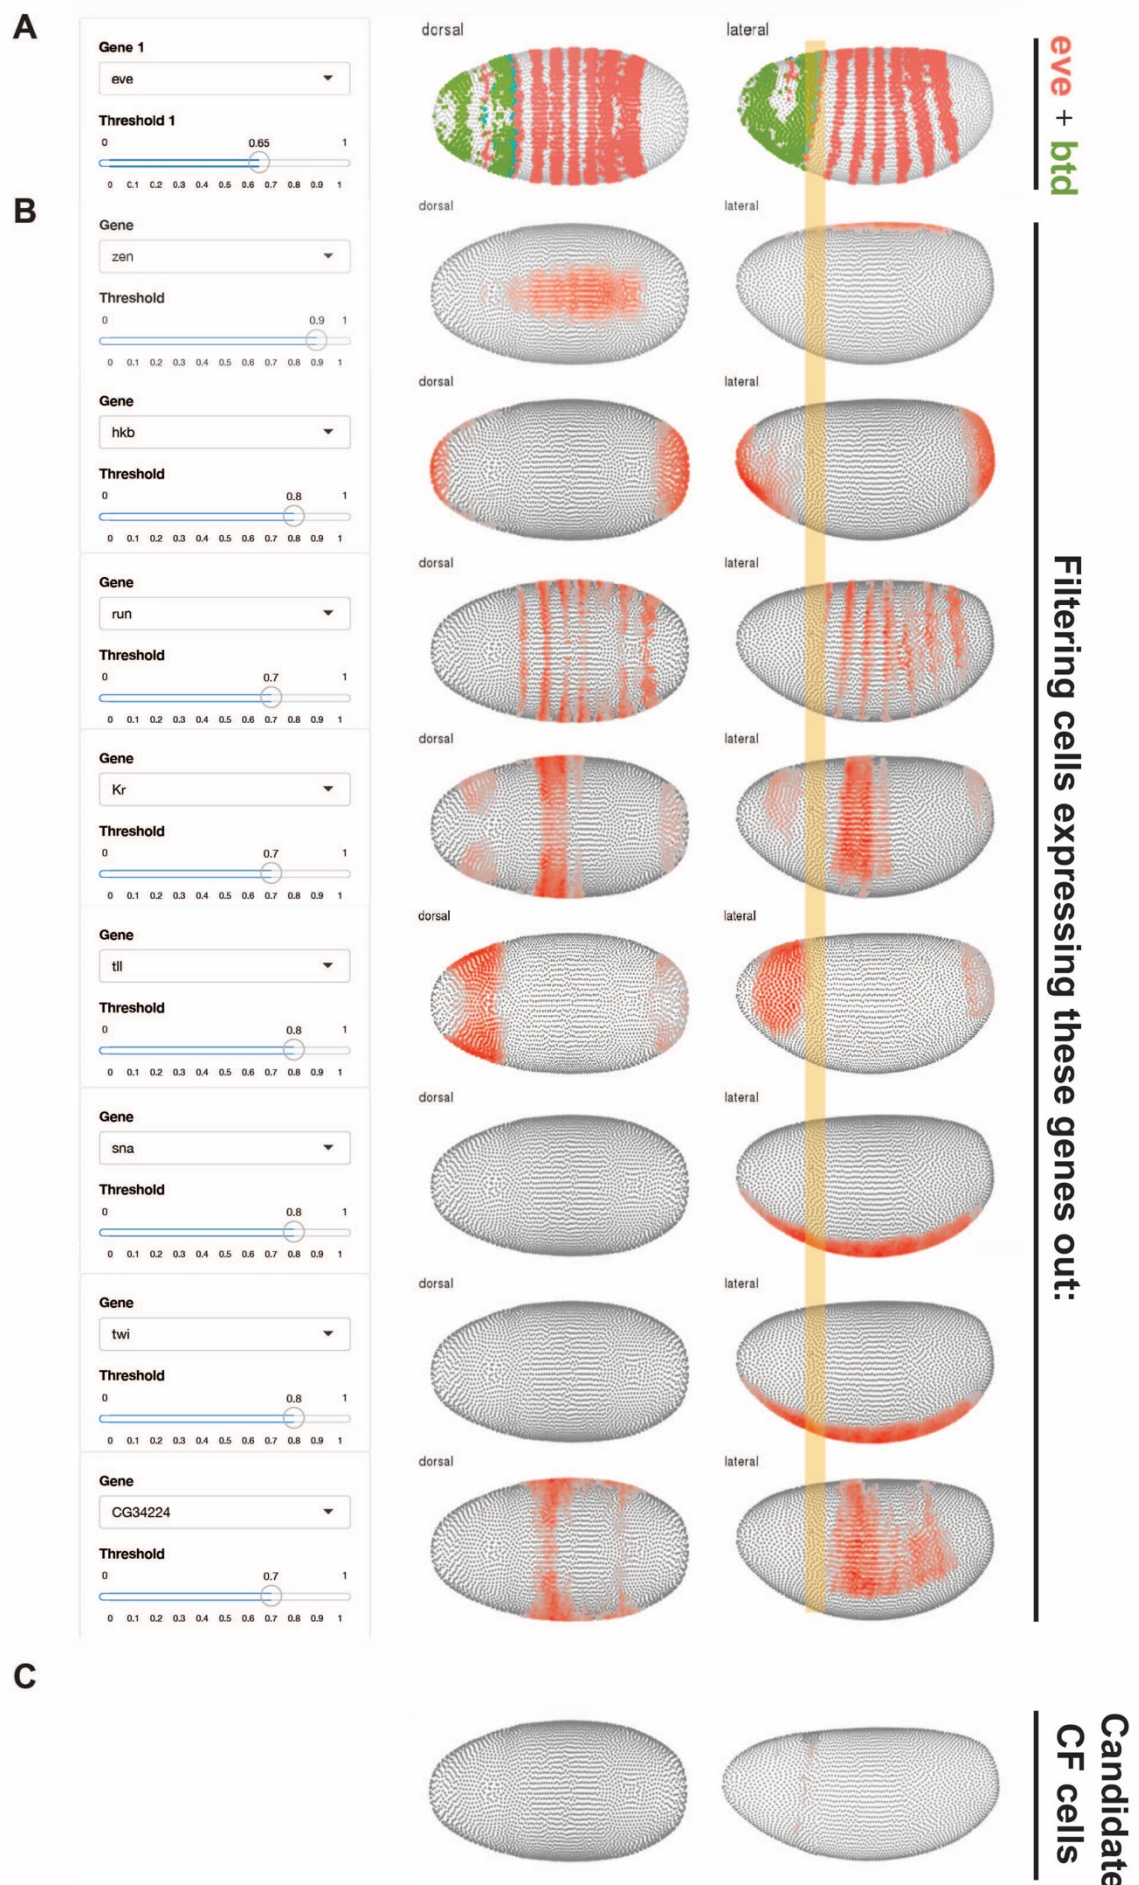 A
Gene 1
eve
Threshold 1
0 0.65 1
0 0.1 0.2 0.3 0.4 0.5 0.6 0.7 0.8 0.9 1
dorsal
lateral
eve + btd
B
Gene
zen
Threshold
0 0.9 1
0 0.1 0.2 0.3 0.4 0.5 0.6 0.7 0.8 0.9 1
dorsal
lateral
Gene
hkb
Threshold
0 0.8 1
0 0.1 0.2 0.3 0.4 0.5 0.6 0.7 0.8 0.9 1
dorsal
lateral
Gene
run
Threshold
0 0.7 1
0 0.1 0.2 0.3 0.4 0.5 0.6 0.7 0.8 0.9 1
dorsal
lateral
Gene
Kr
Threshold
0 0.7 1
0 0.1 0.2 0.3 0.4 0.5 0.6 0.7 0.8 0.9 1
dorsal
lateral
Gene
tll
Threshold
0 0.8 1
0 0.1 0.2 0.3 0.4 0.5 0.6 0.7 0.8 0.9 1
dorsal
lateral
Gene
sna
Threshold
0 0.8 1
0 0.1 0.2 0.3 0.4 0.5 0.6 0.7 0.8 0.9 1
dorsal
lateral
Gene
twi
Threshold
0 0.8 1
0 0.1 0.2 0.3 0.4 0.5 0.6 0.7 0.8 0.9 1
dorsal
lateral
Gene
CG34224
Threshold
0 0.7 1
0 0.1 0.2 0.3 0.4 0.5 0.6 0.7 0.8 0.9 1
dorsal
lateral
Filtering cells expressing these genes out:
C
Candidate
CF cells